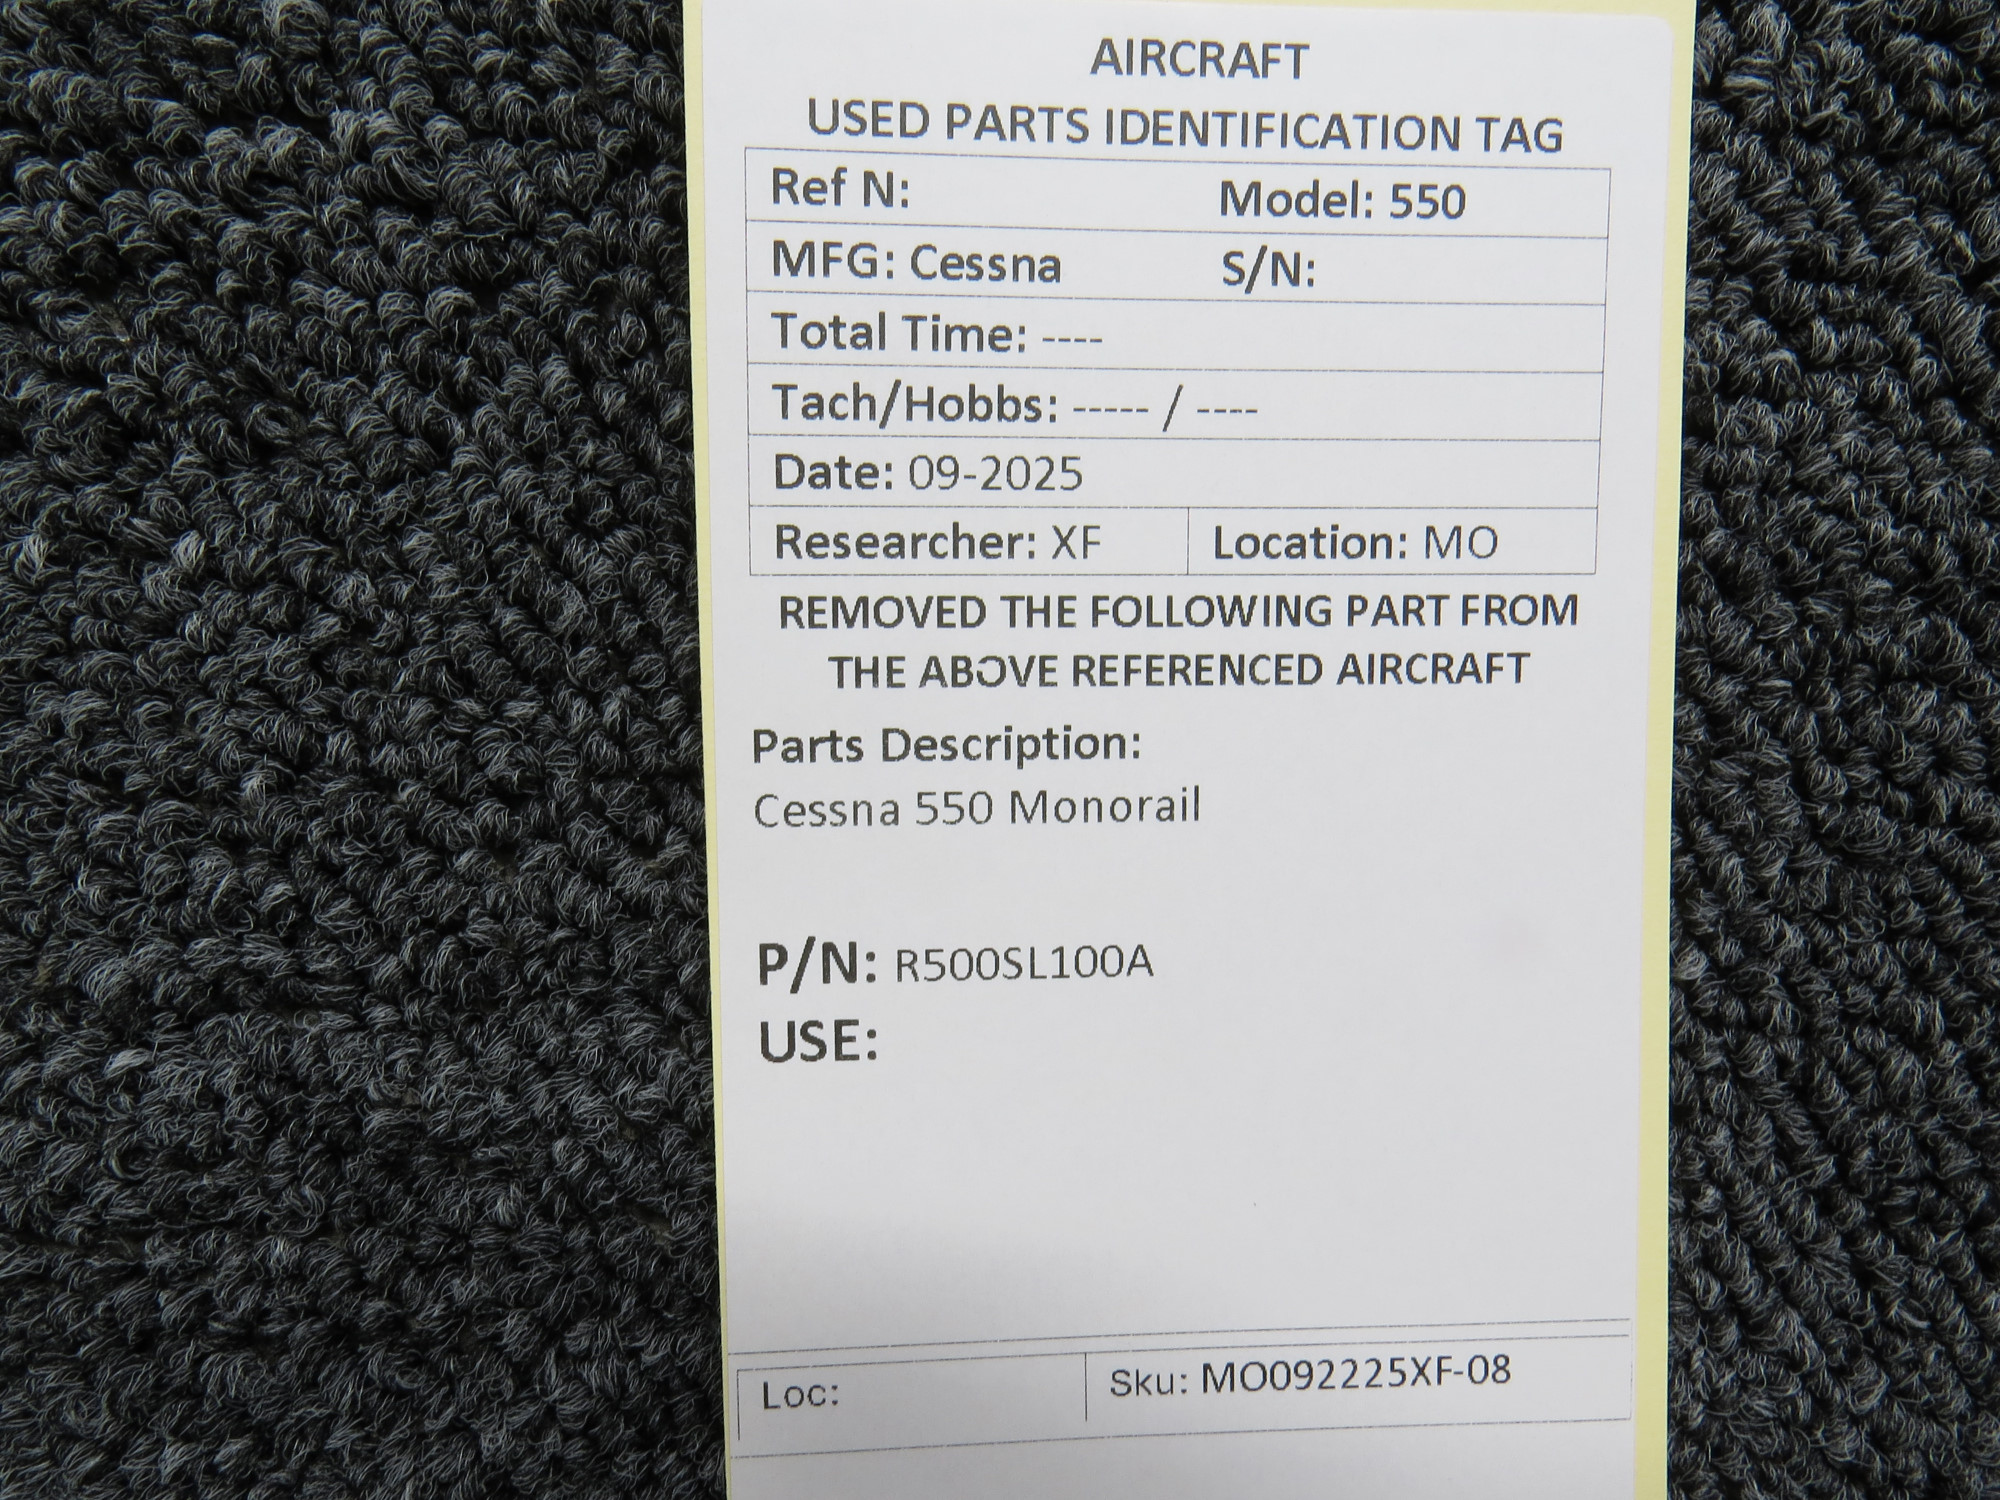 AIRCRAFT
USED PARTS IDENTIFICATION TAG
Ref N: Model: 550
MFG: Cessna S/N:
Total Time: ----
Tach/Hobbs: ----- / ----
Date: 09-2025
Researcher: XF Location: MO
REMOVED THE FOLLOWING PART FROM
THE ABOVE REFERENCED AIRCRAFT
Parts Description:
Cessna 550 Monorail
P/N: R500SL100A
USE:
Loc: Sku: MO092225XF-08